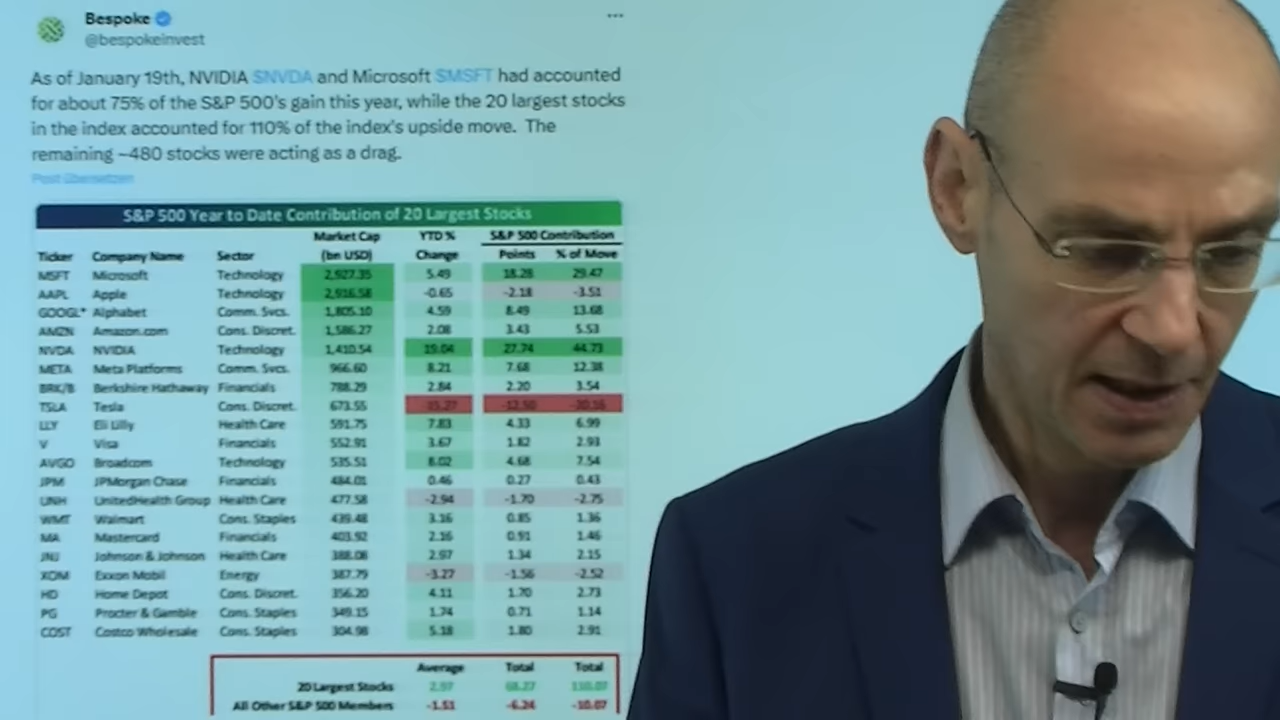 Bespoke
@bespokeinvest
As of January 19th, NVIDIA $NVDA and Microsoft $MSFT had accounted
for about 75% of the S&P 500's gain this year, while the 20 largest stocks
in the index accounted for 110% of the index's upside move. The
remaining ~480 stocks were acting as a drag.
Post übersetzen
S&P 500 Year to Date Contribution of 20 Largest Stocks
Market Cap YTD % S&P 500 Contribution
Ticker Company Name Sector (bn USD) Change Points % of Move
MSFT Microsoft Technology 2,927.35 5.49 18.28 29.47
AAPL Apple Technology 2,916.58 -0.65 -2.18 -3.51
GOOGL* Alphabet Comm. Svcs. 1,805.10 4.59 8.49 13.68
AMZN Amazon.com Cons. Discret. 1,586.27 2.08 3.43 5.53
NVDA NVIDIA Technology 1,410.54 19.04 27.74 44.73
META Meta Platforms Comm. Svcs. 966.60 8.21 7.68 12.38
BRK/B Berkshire Hathaway Financials 788.29 2.84 2.20 3.54
TSLA Tesla Cons. Discret. 673.55 -12.50
LLY Eli Lilly Health Care 591.75 7.83 4.33 6.99
V Visa Financials 552.91 3.67 1.82 2.93
AVGO Broadcom Technology 535.51 8.02 4.68 7.54
JPM JPMorgan Chase Financials 484.01 0.46 0.27 0.43
UNH UnitedHealth Group Health Care 477.58 -2.94 -1.70 -2.75
WMT Walmart Cons. Staples 439.48 3.16 0.85 1.36
MA Mastercard Financials 403.92 2.16 0.91 1.46
JNJ Johnson & Johnson Health Care 388.08 2.97 1.34 2.15
XOM Exxon Mobil Energy 387.79 -3.27 -1.56 -2.52
HD Home Depot Cons. Discret. 356.20 4.11 1.70 2.73
PG Procter & Gamble Cons. Staples 349.15 1.74 0.71 1.14
COST Costco Wholesale Cons. Staples 304.98 5.18 1.80 2.91
Average Total Total
20 Largest Stocks 2.97 68.27 110.07
All Other S&P 500 Members -1.51 -6.24 -10.07